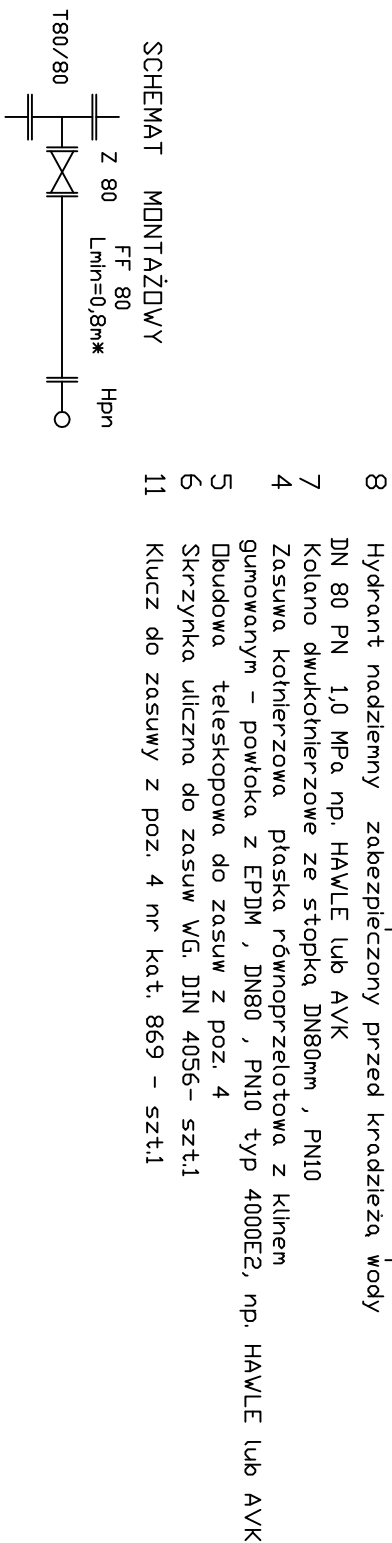 SCHEMAT MONTAŻOWY
T80/80
Z 80
FF 80
Lmin=0,8m*
Hpn
8 Hydrant nadziemny zabezpieczony przed kradzieżą wody
DN 80 PN 1,0 MPa np. HAWLE lub AVK
7 Kolano dwukołnierzowe ze stopką DN80mm , PN10
4 Zasuwa kołnierzowa płaska równoprzelotowa z klinem
gumowanym - powłoka z EPDM , DN80 , PN10 typ 4000E2, np. HAWLE lub AVK
5 Obudowa teleskopowa do zasuw z poz. 4
6 Skrzynka uliczna do zasuw WG. DIN 4056- szt.1
11 Klucz do zasuwy z poz. 4 nr kat. 869 - szt.1